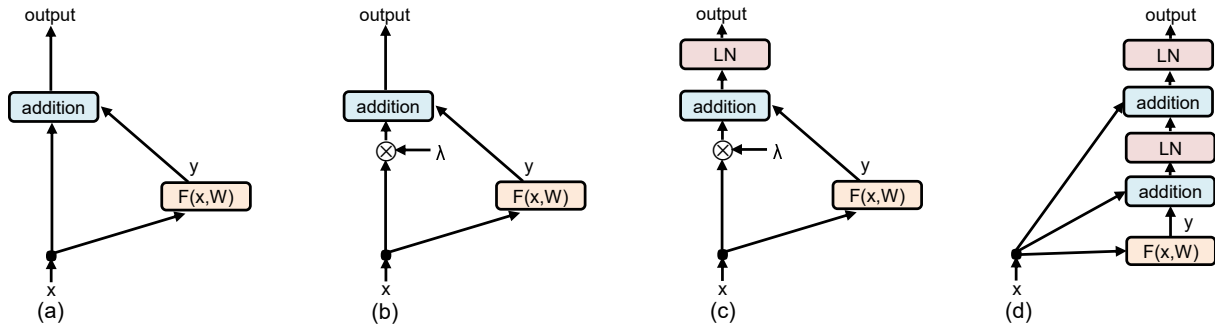 output
addition
y
F(x,W)
x
(a)
output
addition
λ
y
F(x,W)
x
(b)
output
LN
addition
λ
y
F(x,W)
x
(c)
output
LN
addition
LN
addition
y
F(x,W)
x
(d)